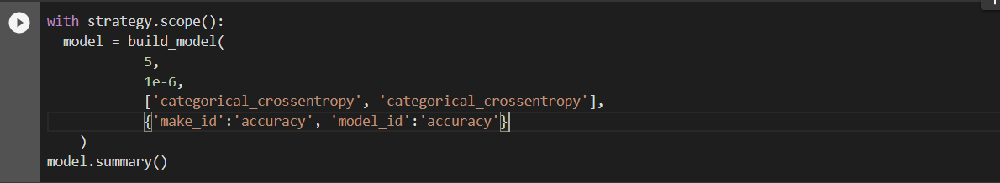 with strategy.scope():
  model = build_model(
            5,
            1e-6,
            ['categorical_crossentropy', 'categorical_crossentropy'],
            {'make_id':'accuracy', 'model_id':'accuracy'}
    )
model.summary()